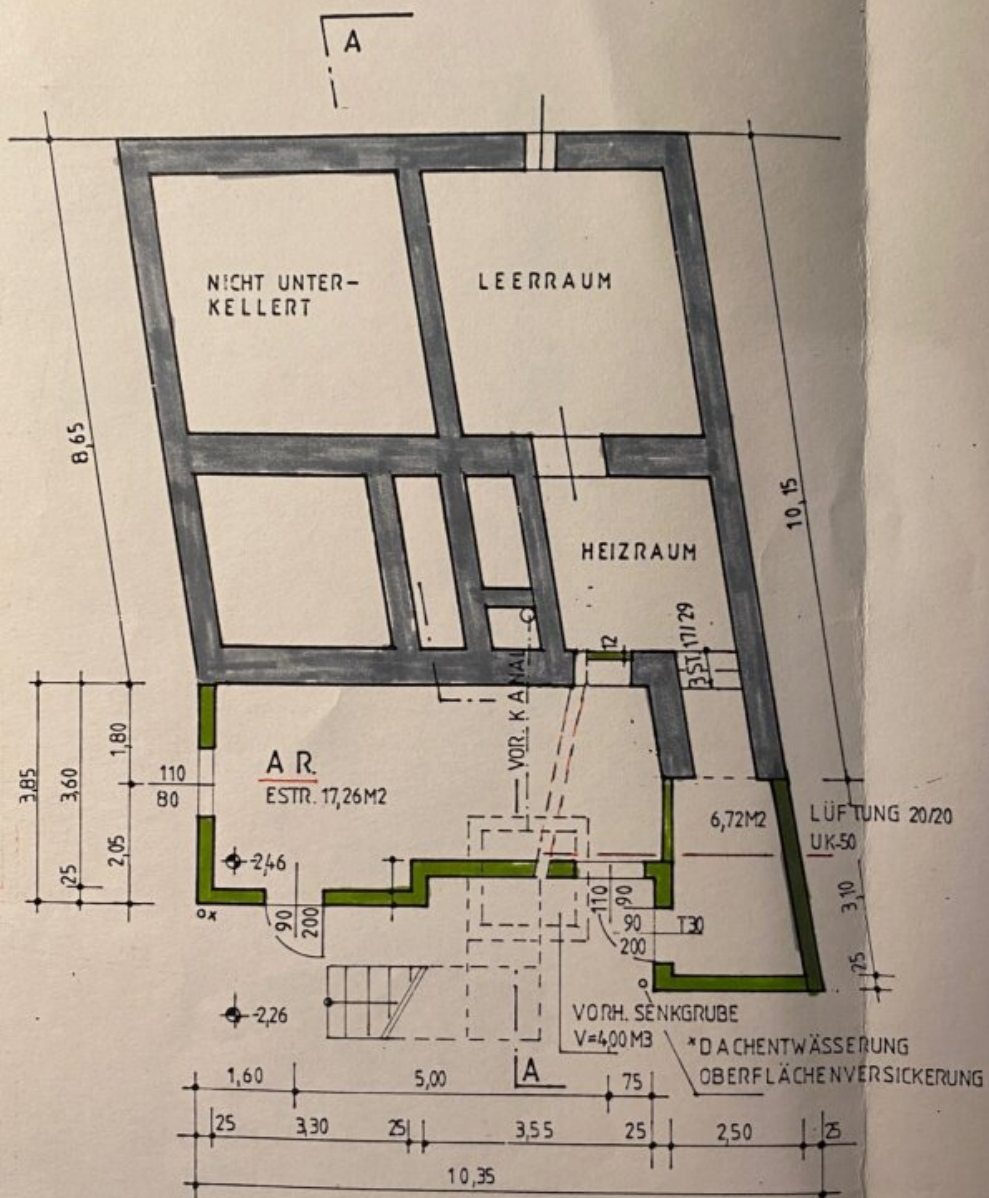 A
NICHT UNTER-
KELLERT
LEERRAUM
8,65
10,15
HEIZRAUM
12
3 ST. 17/29
VOR. KANAL
3,85
3,60
25
1,80
2,05
110
80
A R.
ESTR. 17,26M2
6,72M2
LÜFTUNG 20/20
UK-50
-2,46
90
200
110
90
90
200
T30
3,10
25
-2,26
VORH. SENKGRUBE
V=4,00 M3
*DACHENTWÄSSERUNG
OBERFLÄCHENVERSICKERUNG
A
1,60
5,00
75
25
3,30
25
3,55
25
2,50
25
10,35